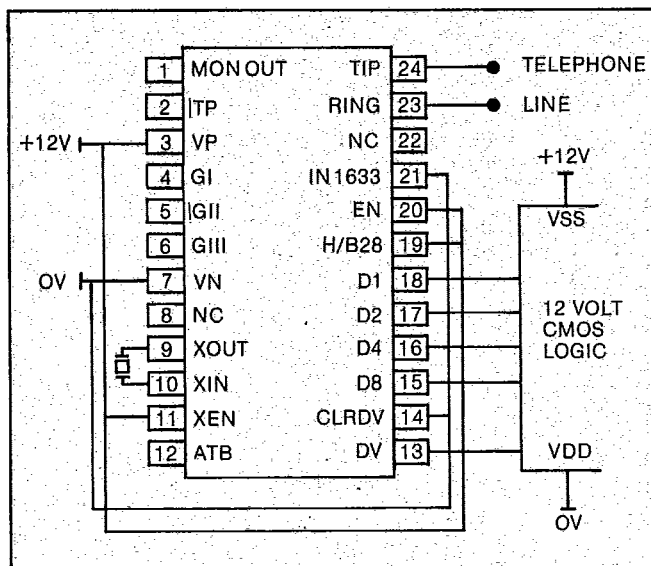 1 MON OUT TIP 24 TELEPHONE
2 TP RING 23 LINE
+12V 3 VP NC 22
4 GI IN1633 21 +12V
5 GII EN 20 VSS
6 GIII H/B28 19
0V 7 VN D1 18
8 NC D2 17 12 VOLT
9 XOUT D4 16 CMOS
10 XIN D8 15 LOGIC
11 XEN CLRDV 14
12 ATB DV 13 VDD
0V